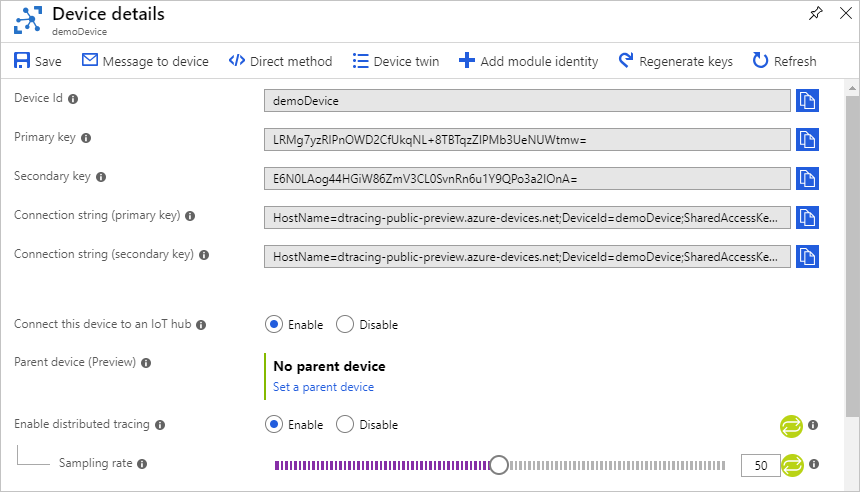 Device details
demoDevice
Save Message to device Direct method Device twin Add module identity Regenerate keys Refresh
Device Id demoDevice
Primary key LRMg7yzRIPnOWD2CfUkqNL+8TBTqzZIPMb3UeNUWtmw=
Secondary key E6N0LAog44HGiW86ZmV3CL0SvnRn6u1Y9QPo3a2IOnA=
Connection string (primary key) HostName=dtracing-public-preview.azure-devices.net;DeviceId=demoDevice;SharedAccessKe...
Connection string (secondary key) HostName=dtracing-public-preview.azure-devices.net;DeviceId=demoDevice;SharedAccessKe...
Connect this device to an IoT hub Enable Disable
Parent device (Preview) No parent device
Set a parent device
Enable distributed tracing Enable Disable
Sampling rate 50